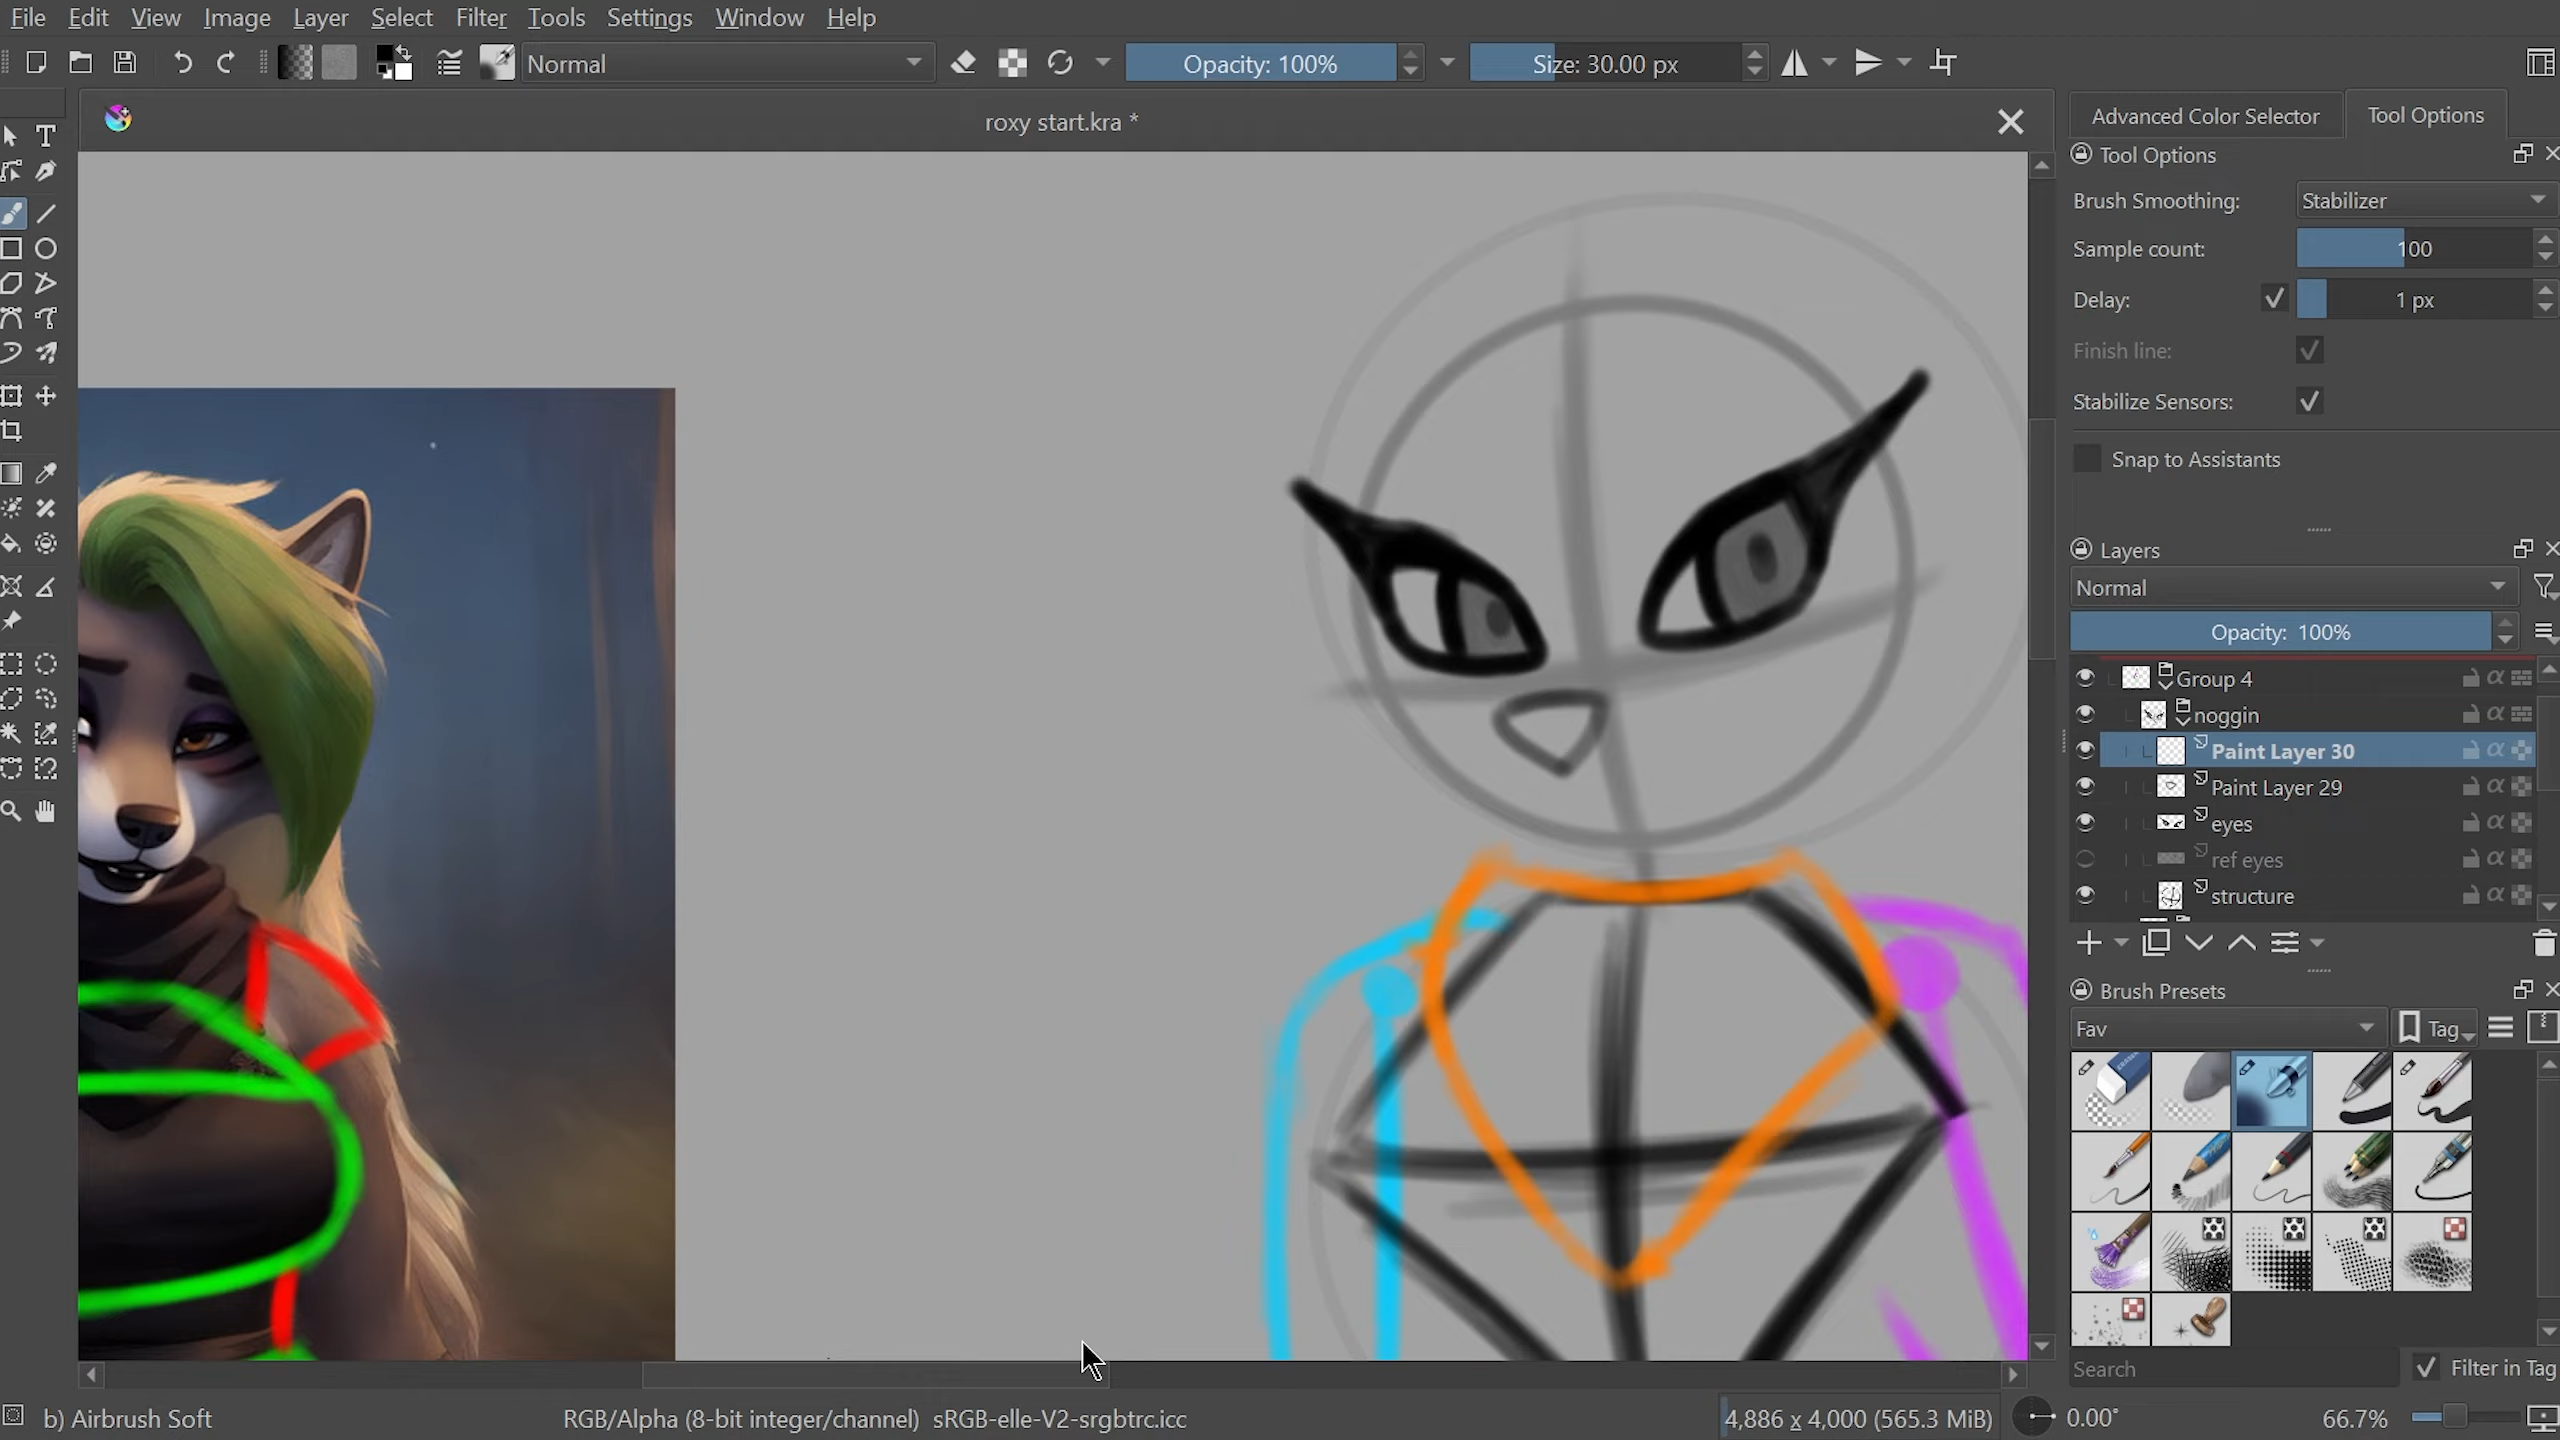 File Edit View Image Layer Select Filter Tools Settings Window Help
Normal Opacity: 100% Size: 30.00 px
roxy start.kra *
Advanced Color Selector Tool Options
Tool Options
Brush Smoothing: Stabilizer
Sample count: 100
Delay: 1 px
Finish line:
Stabilize Sensors:
Snap to Assistants
Layers
Normal
Opacity: 100%
Group 4
noggin
Paint Layer 30
Paint Layer 29
eyes
ref eyes
structure
Brush Presets
Fav Tag
Search Filter in Tag
b) Airbrush Soft RGB/Alpha (8-bit integer/channel) sRGB-elle-V2-srgbtrc.icc 4,886 x 4,000 (565.3 MiB) 0.00° 66.7%